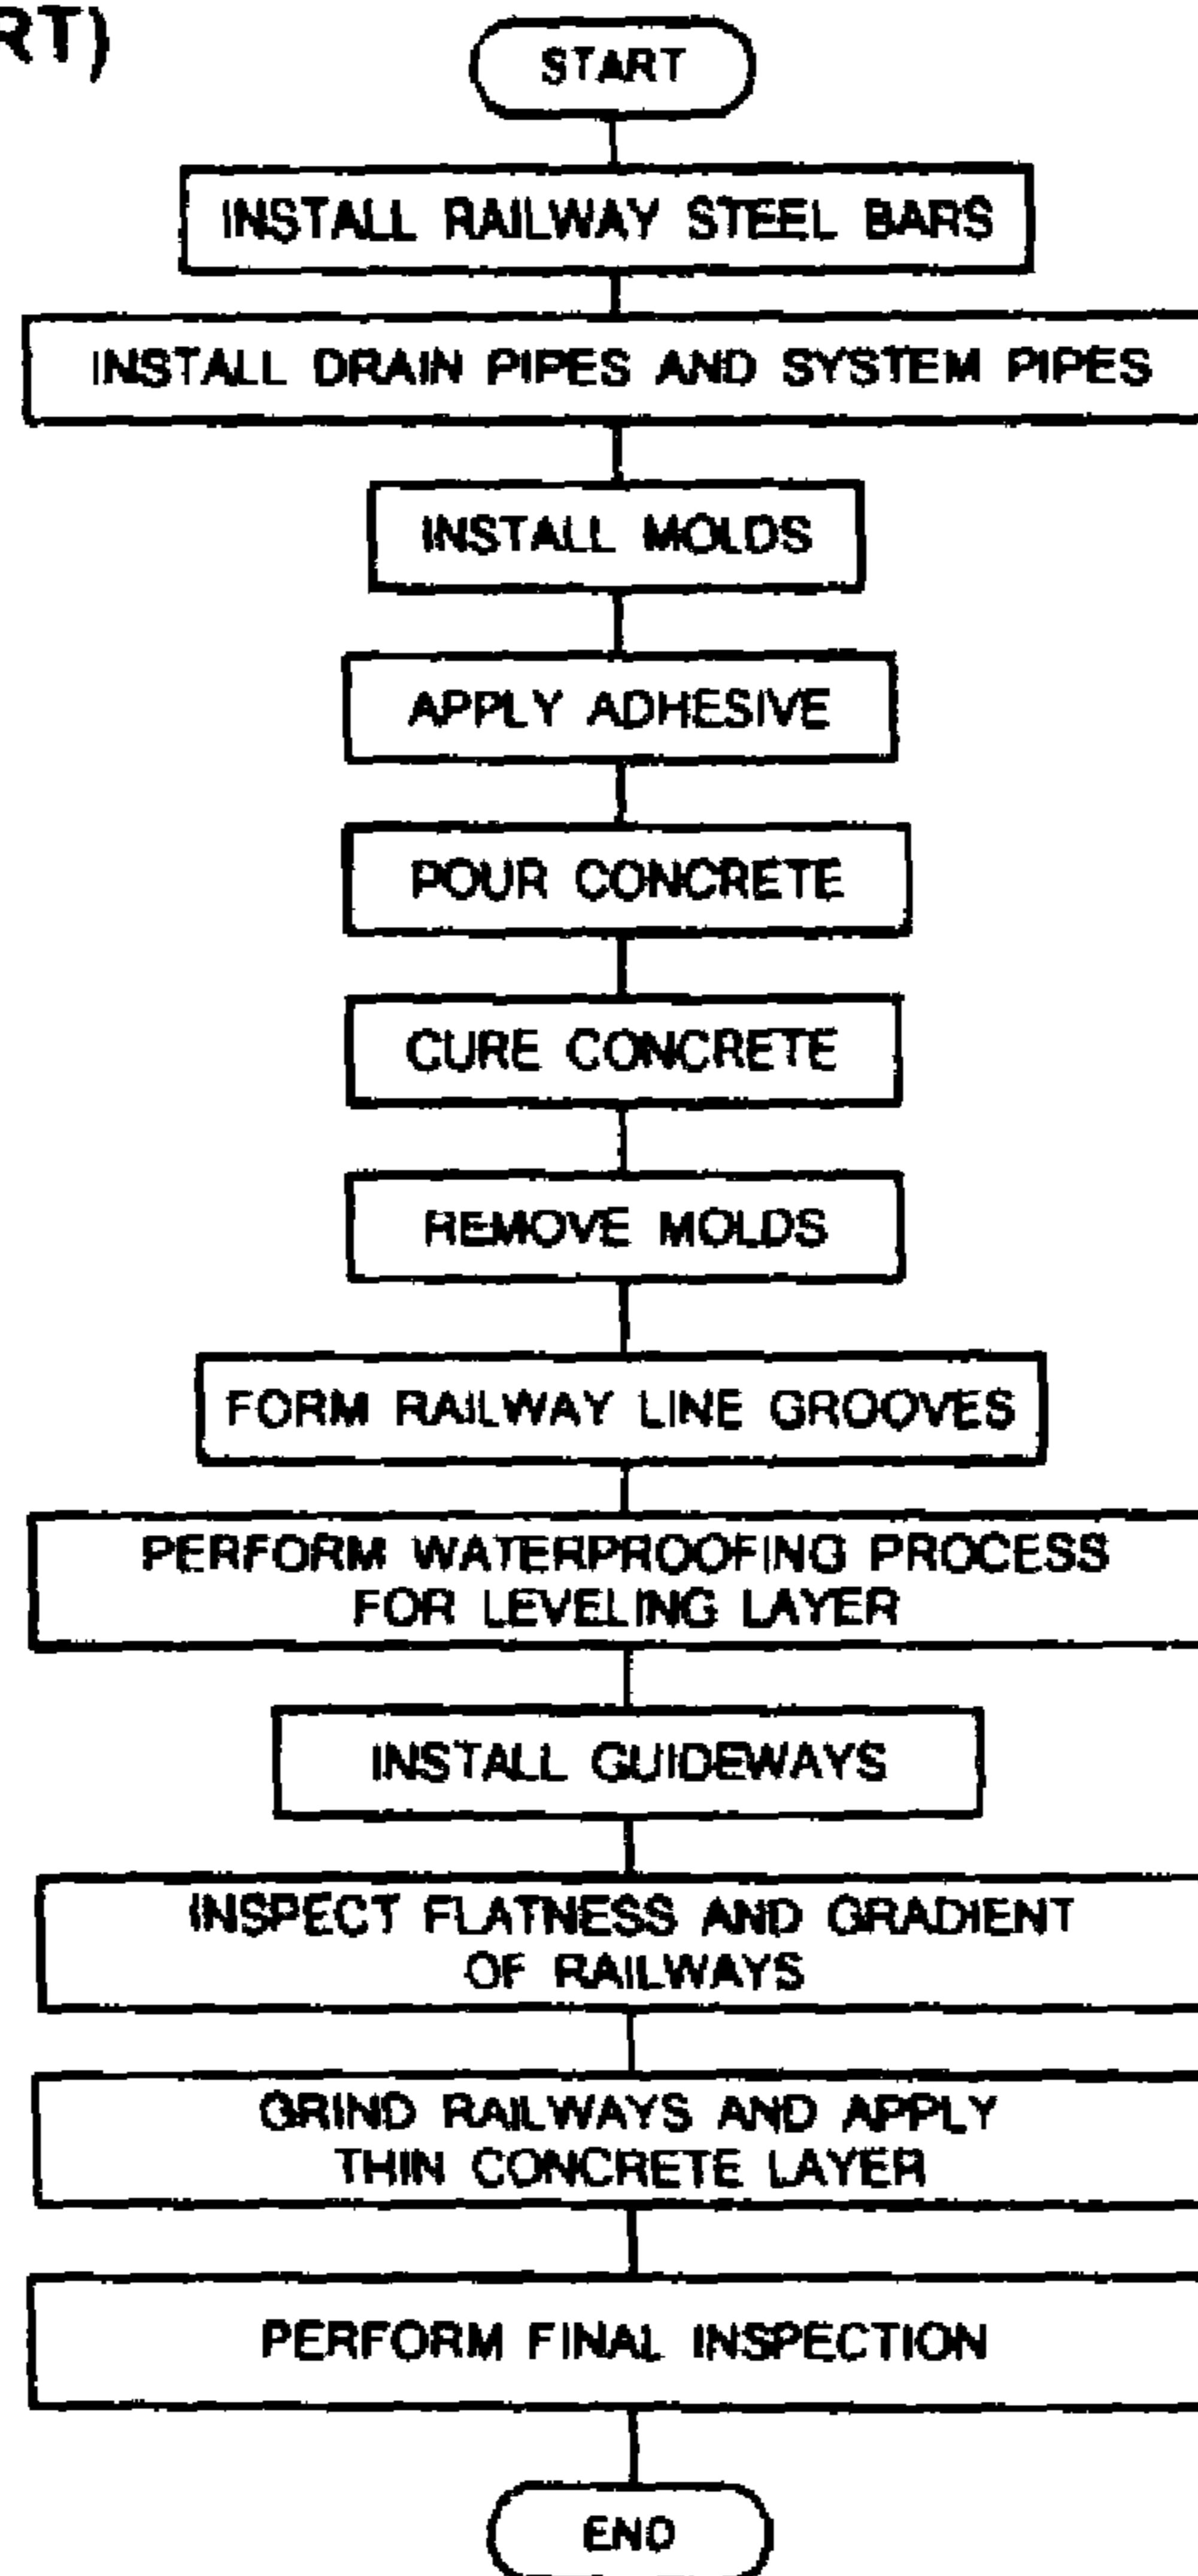 RT)
START
INSTALL RAILWAY STEEL BARS
INSTALL DRAIN PIPES AND SYSTEM PIPES
INSTALL MOLDS
APPLY ADHESIVE
POUR CONCRETE
CURE CONCRETE
REMOVE MOLDS
FORM RAILWAY LINE GROOVES
PERFORM WATERPROOFING PROCESS
FOR LEVELING LAYER
INSTALL GUIDEWAYS
INSPECT FLATNESS AND GRADIENT
OF RAILWAYS
GRIND RAILWAYS AND APPLY
THIN CONCRETE LAYER
PERFORM FINAL INSPECTION
END